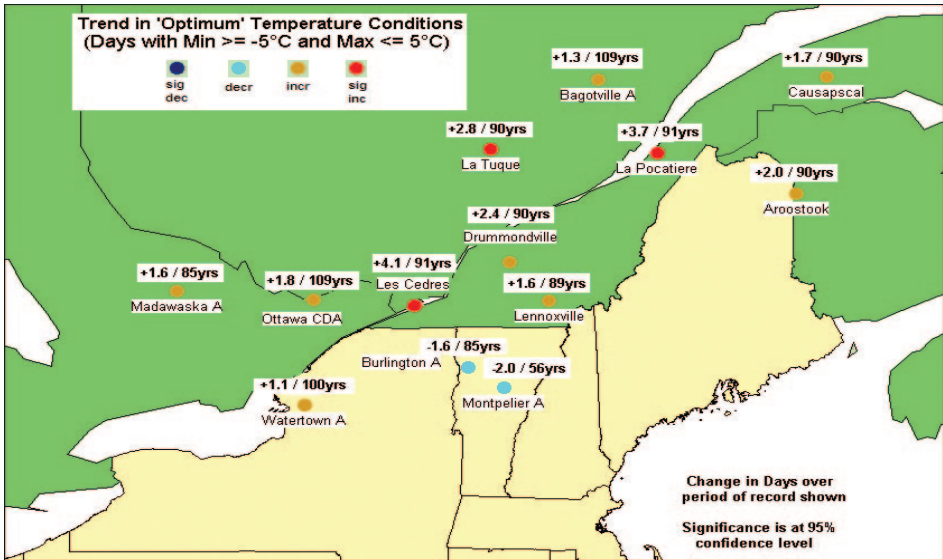 Trend in 'Optimum' Temperature Conditions
(Days with Min >= -5°C and Max <= 5°C)
sig dec
decr
incr
sig inc
+1.3 / 109yrs
Bagotville A
+1.7 / 90yrs
Causapscal
+2.8 / 90yrs
La Tuque
+3.7 / 91yrs
La Pocatiere
+2.0 / 90yrs
Aroostook
+2.4 / 90yrs
Drummondville
+4.1 / 91yrs
Les Cedres
+1.6 / 85yrs
Madawaska A
+1.8 / 109yrs
Ottawa CDA
+1.6 / 89yrs
Lennoxville
-1.6 / 85yrs
Burlington A
-2.0 / 56yrs
Montpelier A
+1.1 / 100yrs
Watertown A
Change in Days over
period of record shown
Significance is at 95%
confidence level